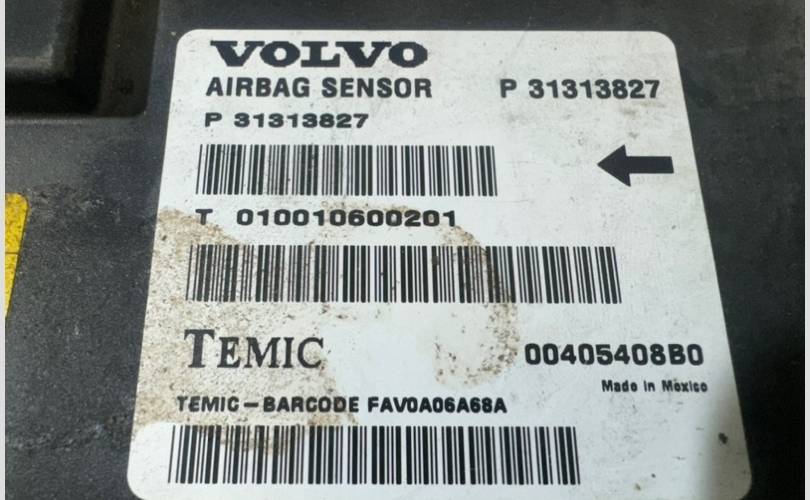 VOLVO
AIRBAG SENSOR P 31313827
P 31313827
T 010010600201
TEMIC 00405408B0
Made in Mexico
TEMIC-BARCODE FAV0A06A68A